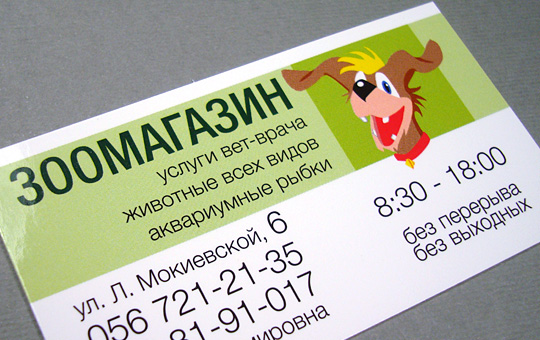 ЗООМАГАЗИН
услуги вет-врача
животные всех видов
аквариумные рыбки
ул. Л. Мокиевской, 6
056 721-21-35
81-91-017
8:30 - 18:00
без перерыва
без выходных